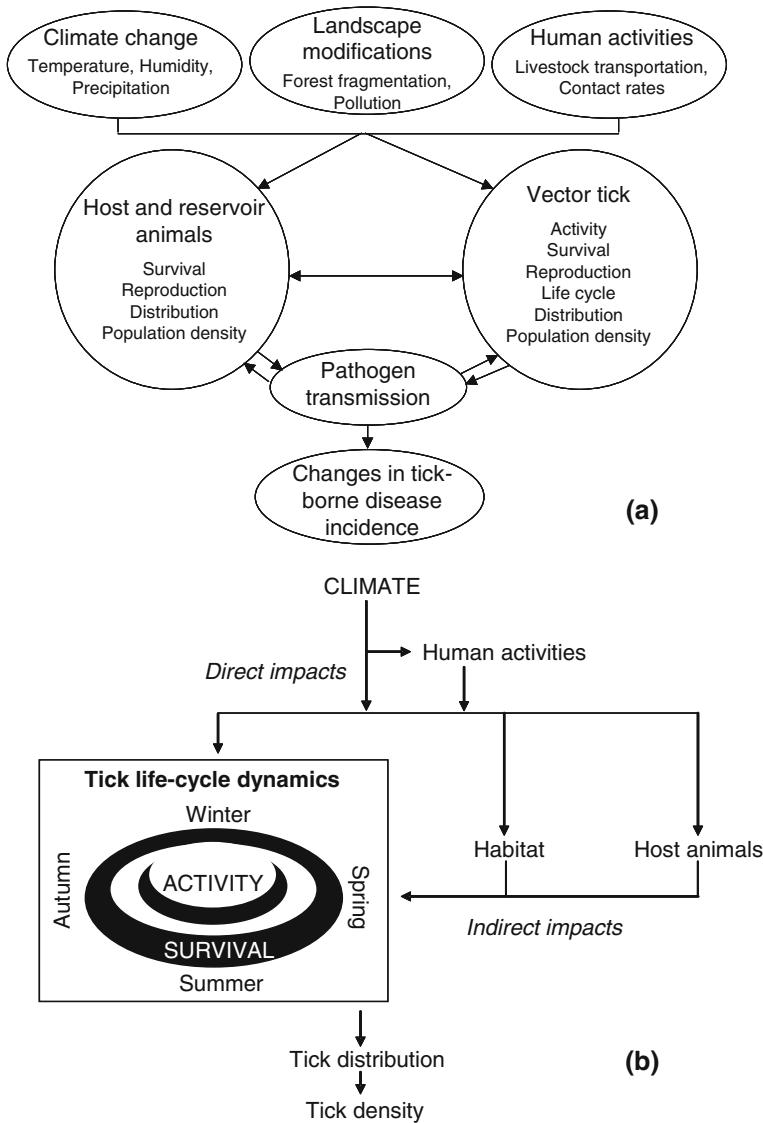 Climate change
Temperature, Humidity,
Precipitation
Landscape
modifications
Forest fragmentation,
Pollution
Human activities
Livestock transportation,
Contact rates
Host and reservoir
animals
Survival
Reproduction
Distribution
Population density
Vector tick
Activity
Survival
Reproduction
Life cycle
Distribution
Population density
Pathogen
transmission
Changes in tick-
borne disease
incidence
(a)
CLIMATE
Direct impacts
Human activities
Tick life-cycle dynamics
Winter
Autumn
ACTIVITY
Spring
SURVIVAL
Summer
Habitat
Host animals
Indirect impacts
Tick distribution
(b)
Tick density